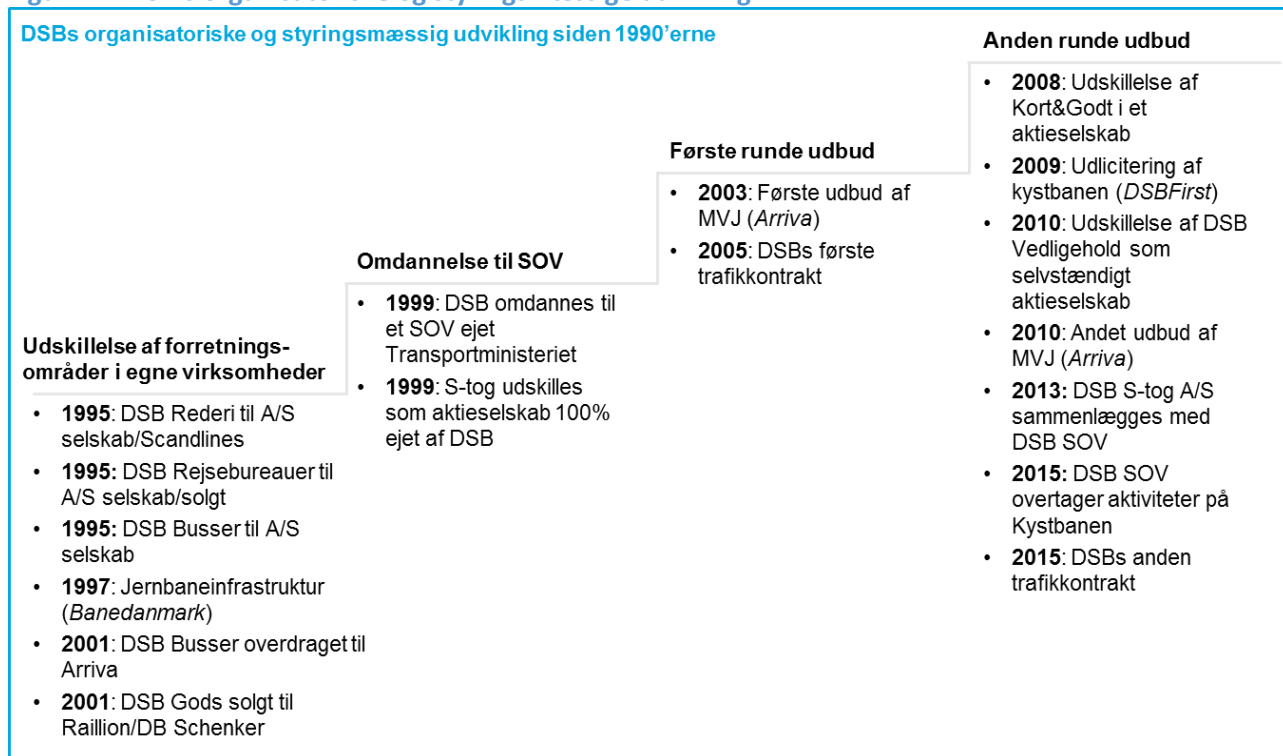 DSBs organisatoriske og styringsmæssig udvikling siden 1990'erne
Udskillelse af forretnings-
områder i egne virksomheder
• 1995: DSB Rederi til A/S
selskab/Scandlines
• 1995: DSB Rejsebureauer til
A/S selskab/solgt
• 1995: DSB Busser til A/S
selskab
• 1997: Jernbaneinfrastruktur
(Banedanmark)
• 2001: DSB Busser overdraget til
Arriva
• 2001: DSB Gods solgt til
Raillion/DB Schenker
Omdannelse til SOV
• 1999: DSB omdannes til
et SOV ejet
Transportministeriet
• 1999: S-tog udskilles
som aktieselskab 100%
ejet af DSB
Første runde udbud
• 2003: Første udbud af
MVJ (Arriva)
• 2005: DSBs første
trafikkontrakt
Anden runde udbud
• 2008: Udskillelse af
Kort&Godt i et
aktieselskab
• 2009: Udlicitering af
kystbanen (DSBFirst)
• 2010: Udskillelse af DSB
Vedligehold som
selvstændigt
aktieselskab
• 2010: Andet udbud af
MVJ (Arriva)
• 2013: DSB S-tog A/S
sammenlægges med
DSB SOV
• 2015: DSB SOV
overtager aktiviteter på
Kystbanen
• 2015: DSBs anden
trafikkontrakt